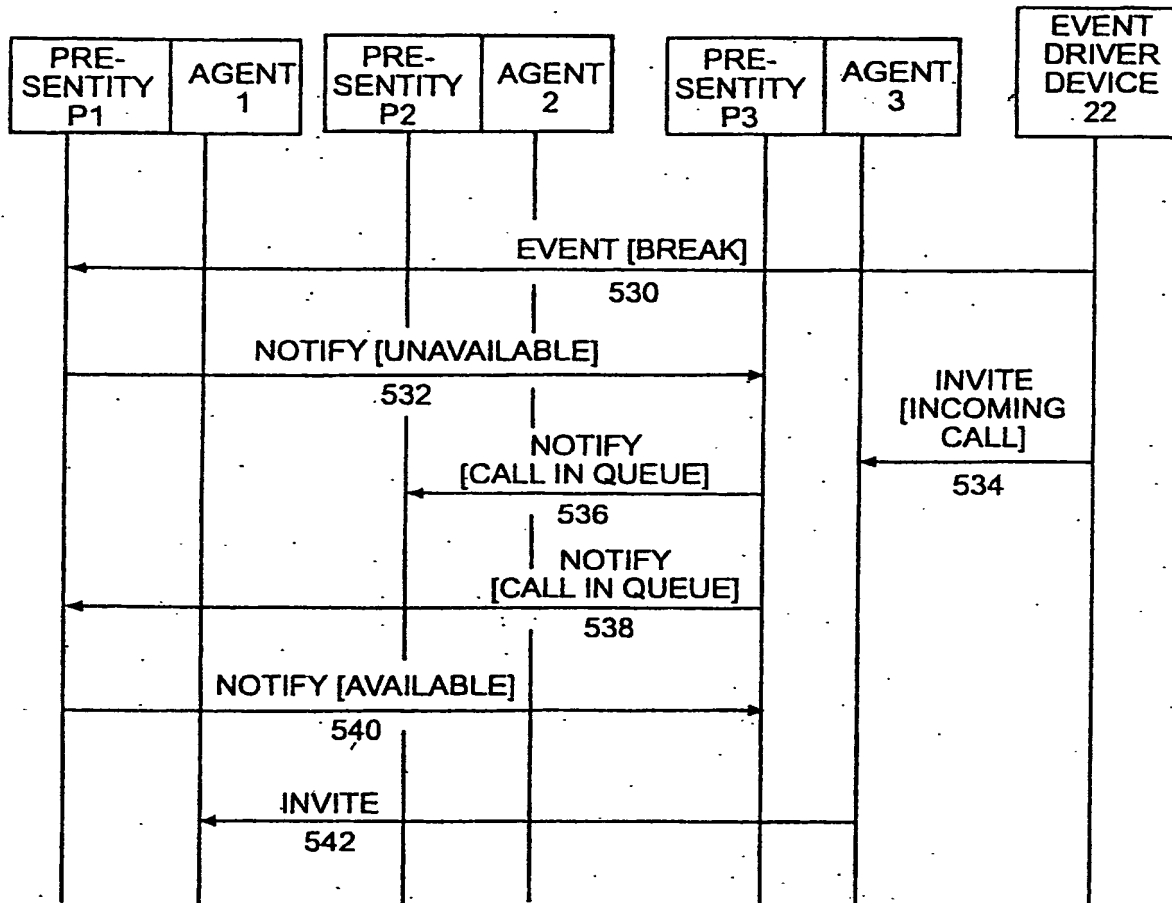 PRE-
SENTITY
P1
AGENT
1
PRE-
SENTITY
P2
AGENT
2
PRE-
SENTITY
P3
AGENT
3
EVENT
DRIVER
DEVICE
22
EVENT [BREAK]
530
NOTIFY [UNAVAILABLE]
532
INVITE
[INCOMING
CALL]
534
NOTIFY
[CALL IN QUEUE]
536
NOTIFY
[CALL IN QUEUE]
538
NOTIFY [AVAILABLE]
540
INVITE
542